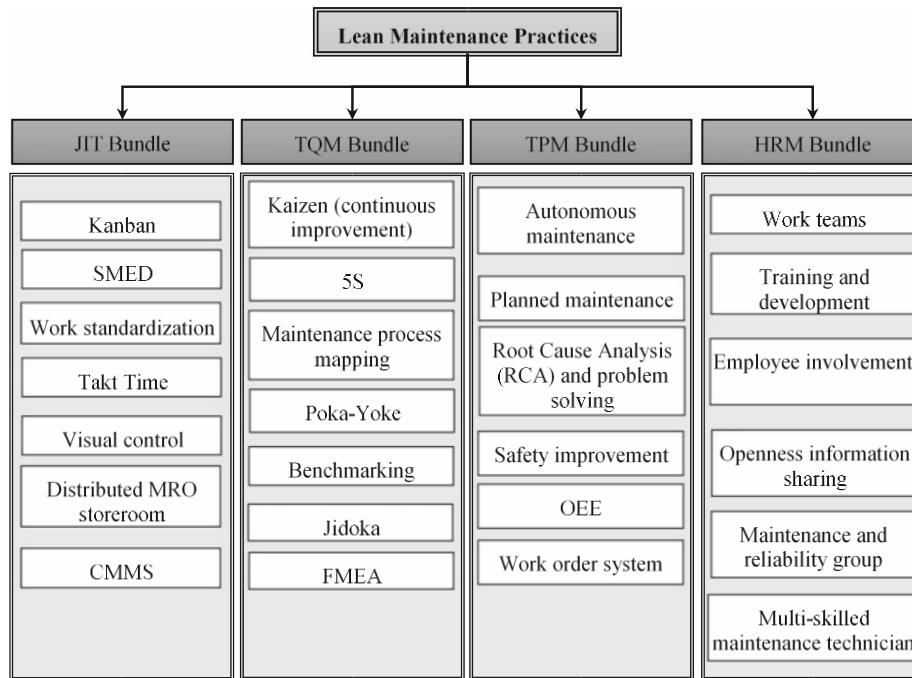 Lean Maintenance Practices
JIT Bundle
Kanban
SMED
Work standardization
Takt Time
Visual control
Distributed MRO
storeroom
CMMS
TQM Bundle
Kaizen (continuous
improvement)
5S
Maintenance process
mapping
Poka-Yoke
Benchmarking
Jidoka
FMEA
TPM Bundle
Autonomous
maintenance
Planned maintenance
Root Cause Analysis
(RCA) and problem
solving
Safety improvement
OEE
Work order system
HRM Bundle
Work teams
Training and
development
Employee involvement
Openness information
sharing
Maintenance and
reliability group
Multi-skilled
maintenance technician